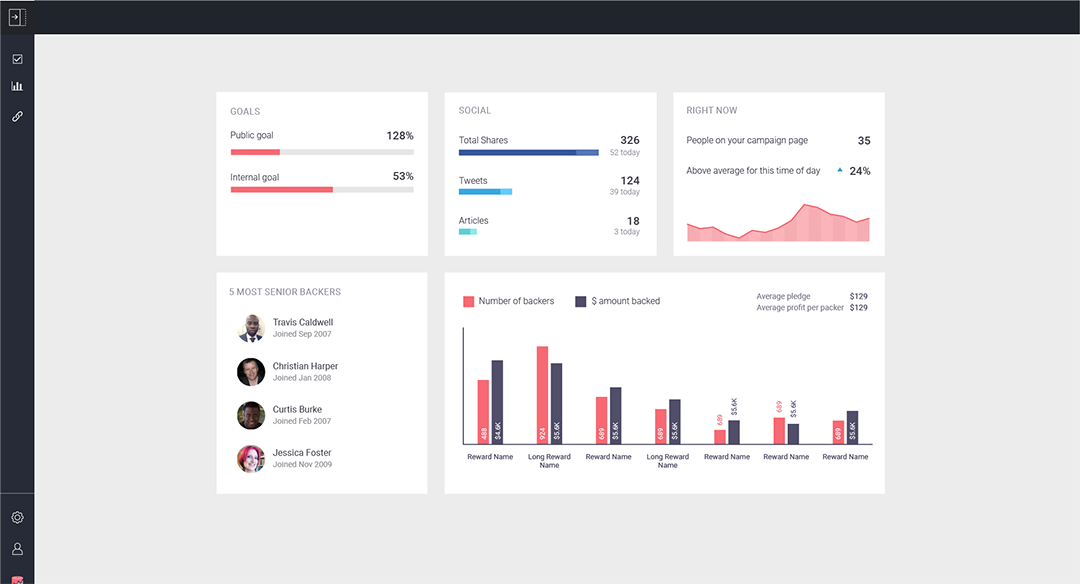 GOALS
Public goal 128%
Internal goal 53%
SOCIAL
Total Shares 326
52 today
Tweets 124
39 today
Articles 18
3 today
RIGHT NOW
People on your campaign page 35
Above average for this time of day 24%
5 MOST SENIOR BACKERS
Travis Caldwell
Joined Sep 2007
Christian Harper
Joined Jan 2008
Curtis Burke
Joined Feb 2007
Jessica Foster
Joined Nov 2009
Number of backers $ amount backed
Average pledge $129
Average profit per packer $129
488 $4.6K
924 $5.6K
689 $5.6K
689 $5.6K
689 $5.6K
689 $5.6K
689 $5.6K
Reward Name
Long Reward
Name
Reward Name
Long Reward
Name
Reward Name
Reward Name
Reward Name